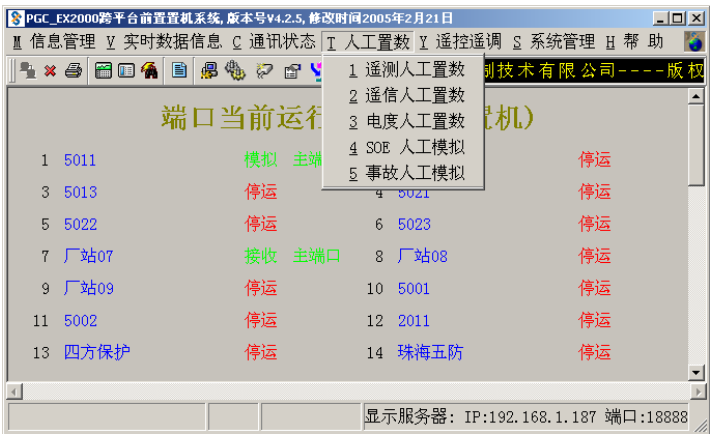 PGC_EX2000跨平台前置置机系统,版本号V4.2.5,修改时间2005年2月21日
M 信息管理 V 实时数据信息 C 通讯状态 T 人工置数 Y 遥控遥调 S 系统管理 H 帮 助
制技术有限公司----版权
1 遥测人工置数
2 遥信人工置数
3 电度人工置数
4 SOE 人工模拟
5 事故人工模拟
端口当前运行 置机)
1 5011 模拟 主端 停运
3 5013 停运 4 5021 停运
5 5022 停运 6 5023 停运
7 厂站07 接收 主端口 8 厂站08 停运
9 厂站09 停运 10 5001 停运
11 5002 停运 12 2011 停运
13 四方保护 停运 14 珠海五防 停运
显示服务器: IP:192.168.1.187 端口:18888